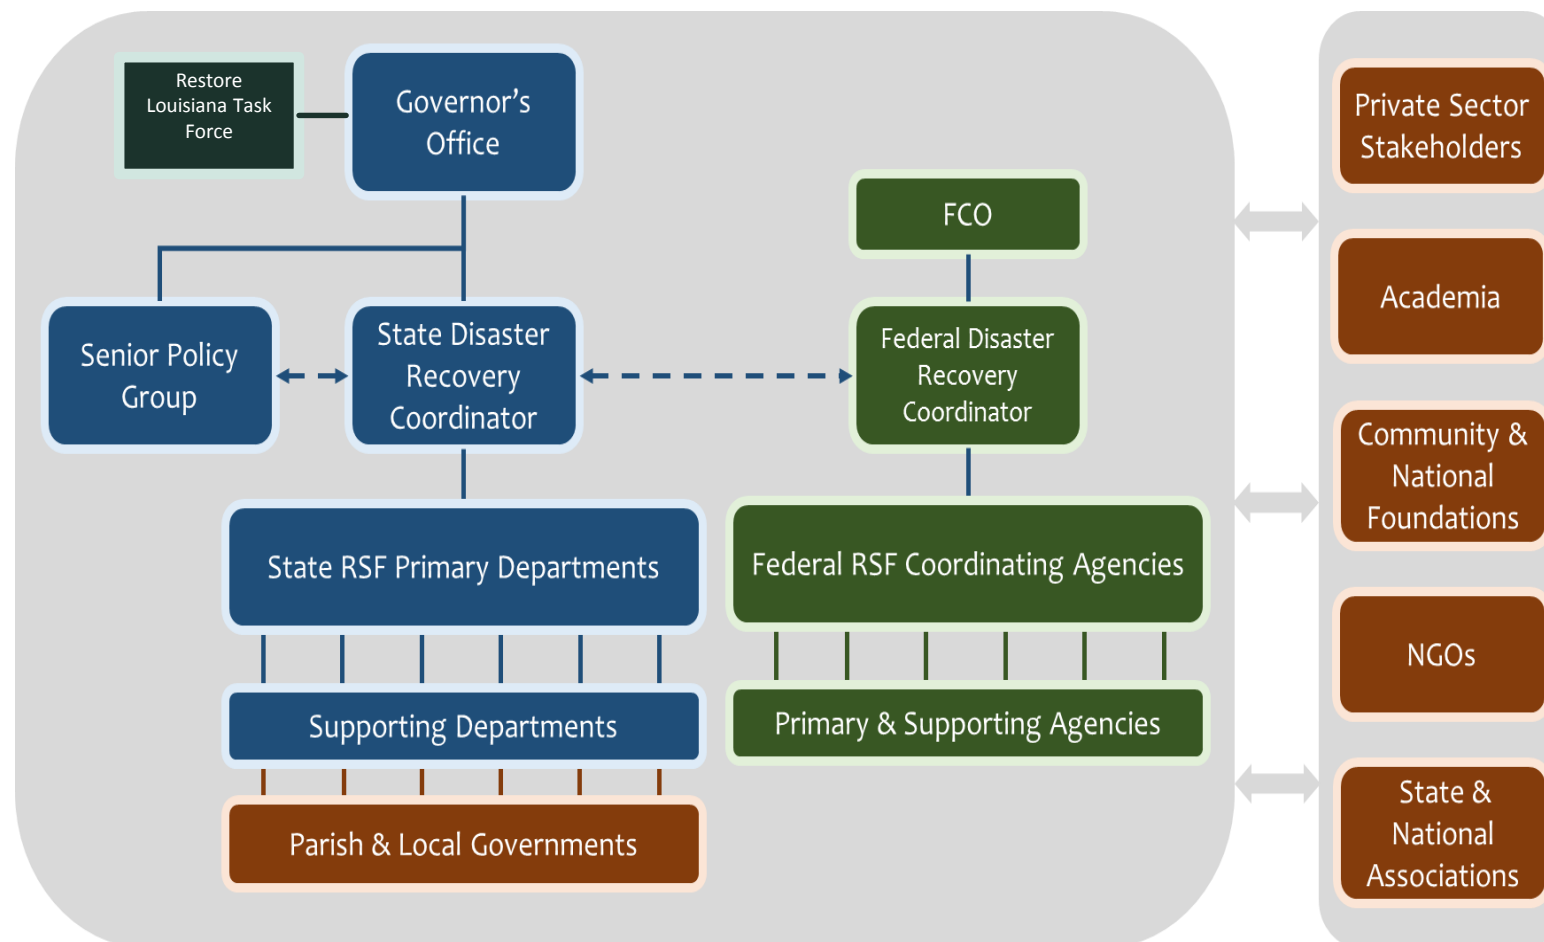 Restore
Louisiana Task
Force
Governor's
Office
FCO
Senior Policy
Group
State Disaster
Recovery
Coordinator
Federal Disaster
Recovery
Coordinator
State RSF Primary Departments
Federal RSF Coordinating Agencies
Supporting Departments
Primary & Supporting Agencies
Parish & Local Governments
Private Sector
Stakeholders
Academia
Community &
National
Foundations
NGOs
State &
National
Associations